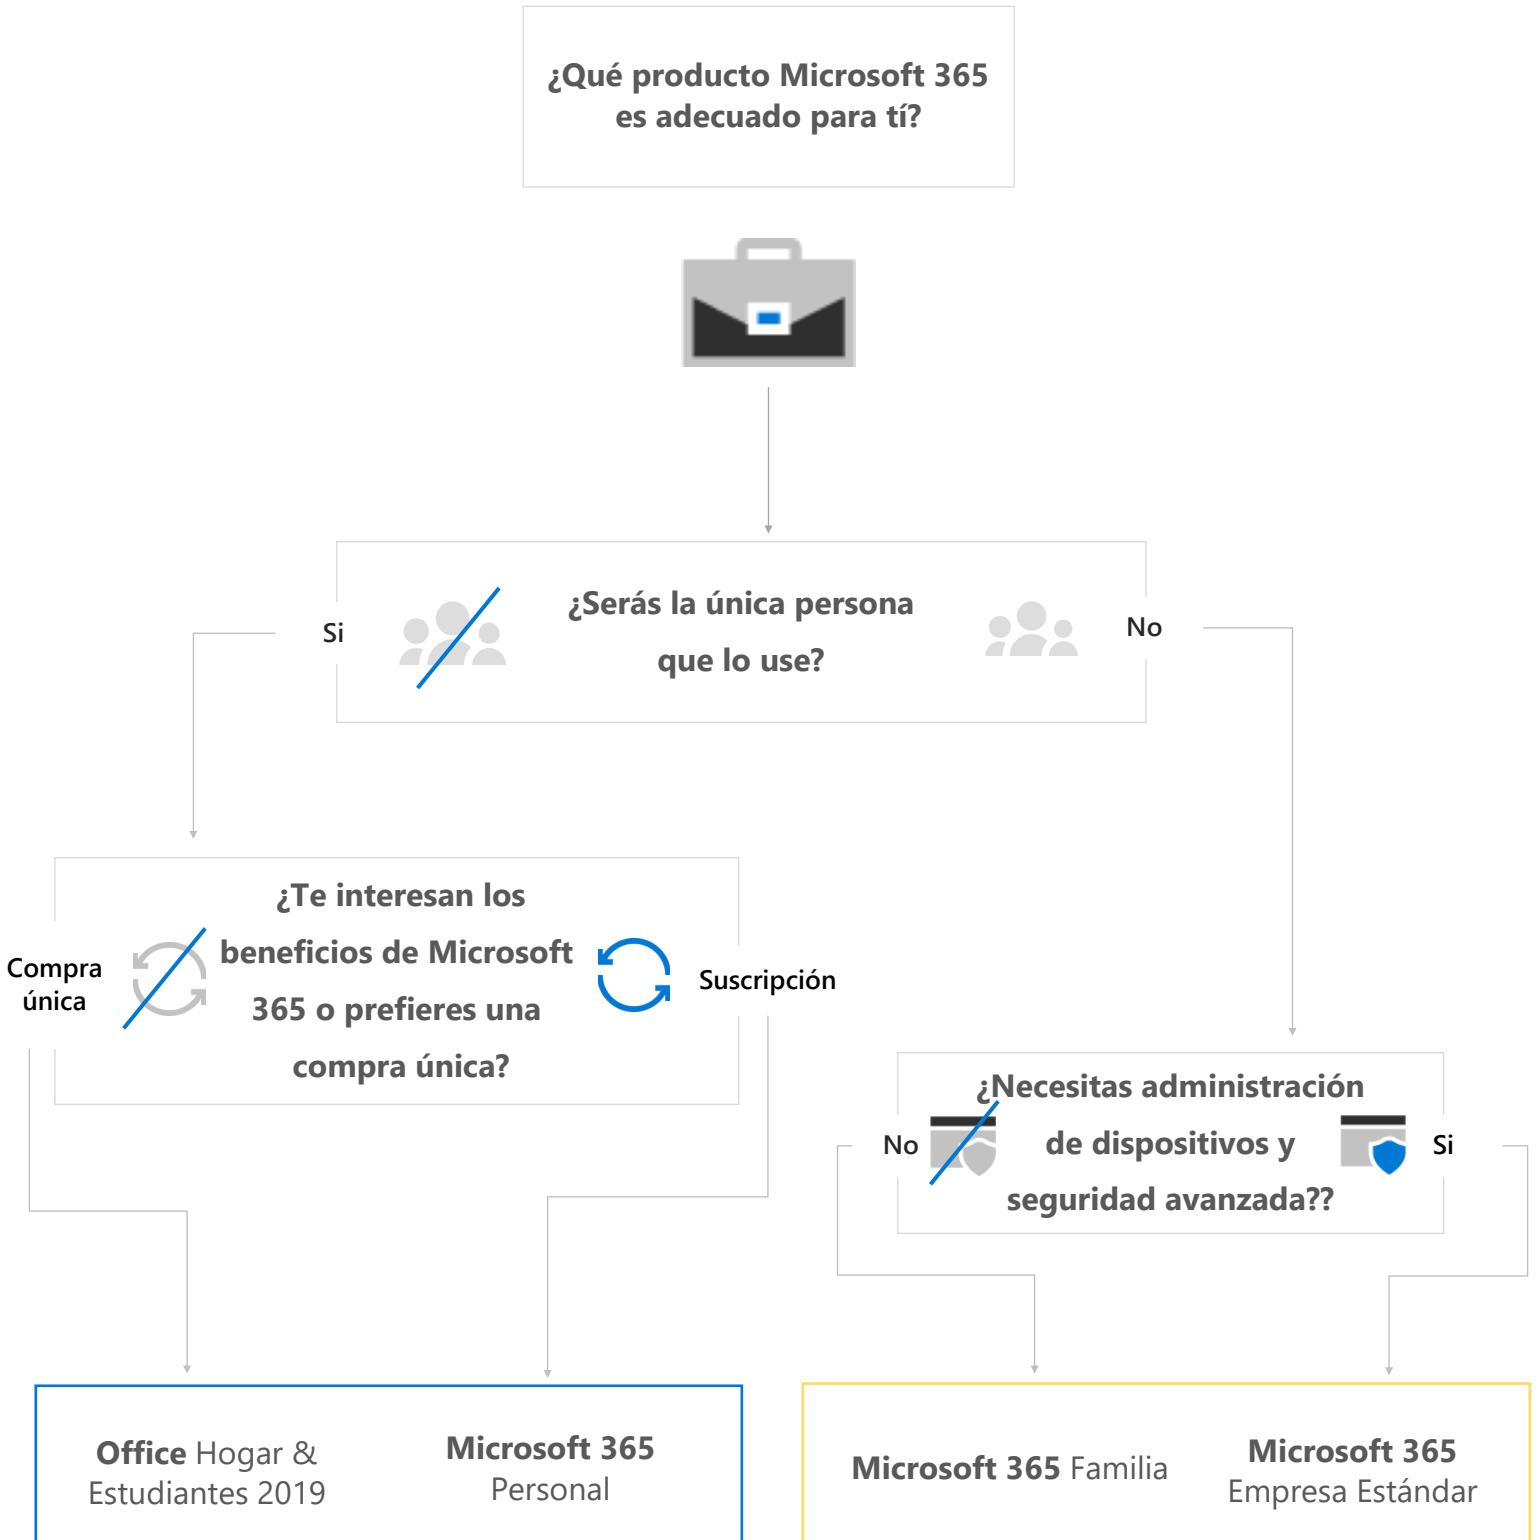 ¿Qué producto Microsoft 365
es adecuado para tí?
¿Serás la única persona
que lo use?
Si
No
¿Te interesan los
beneficios de Microsoft
365 o prefieres una
compra única?
Compra
única
Suscripción
¿Necesitas administración
de dispositivos y
seguridad avanzada??
No
Si
Office Hogar &
Estudiantes 2019
Microsoft 365
Personal
Microsoft 365 Familia
Microsoft 365
Empresa Estándar